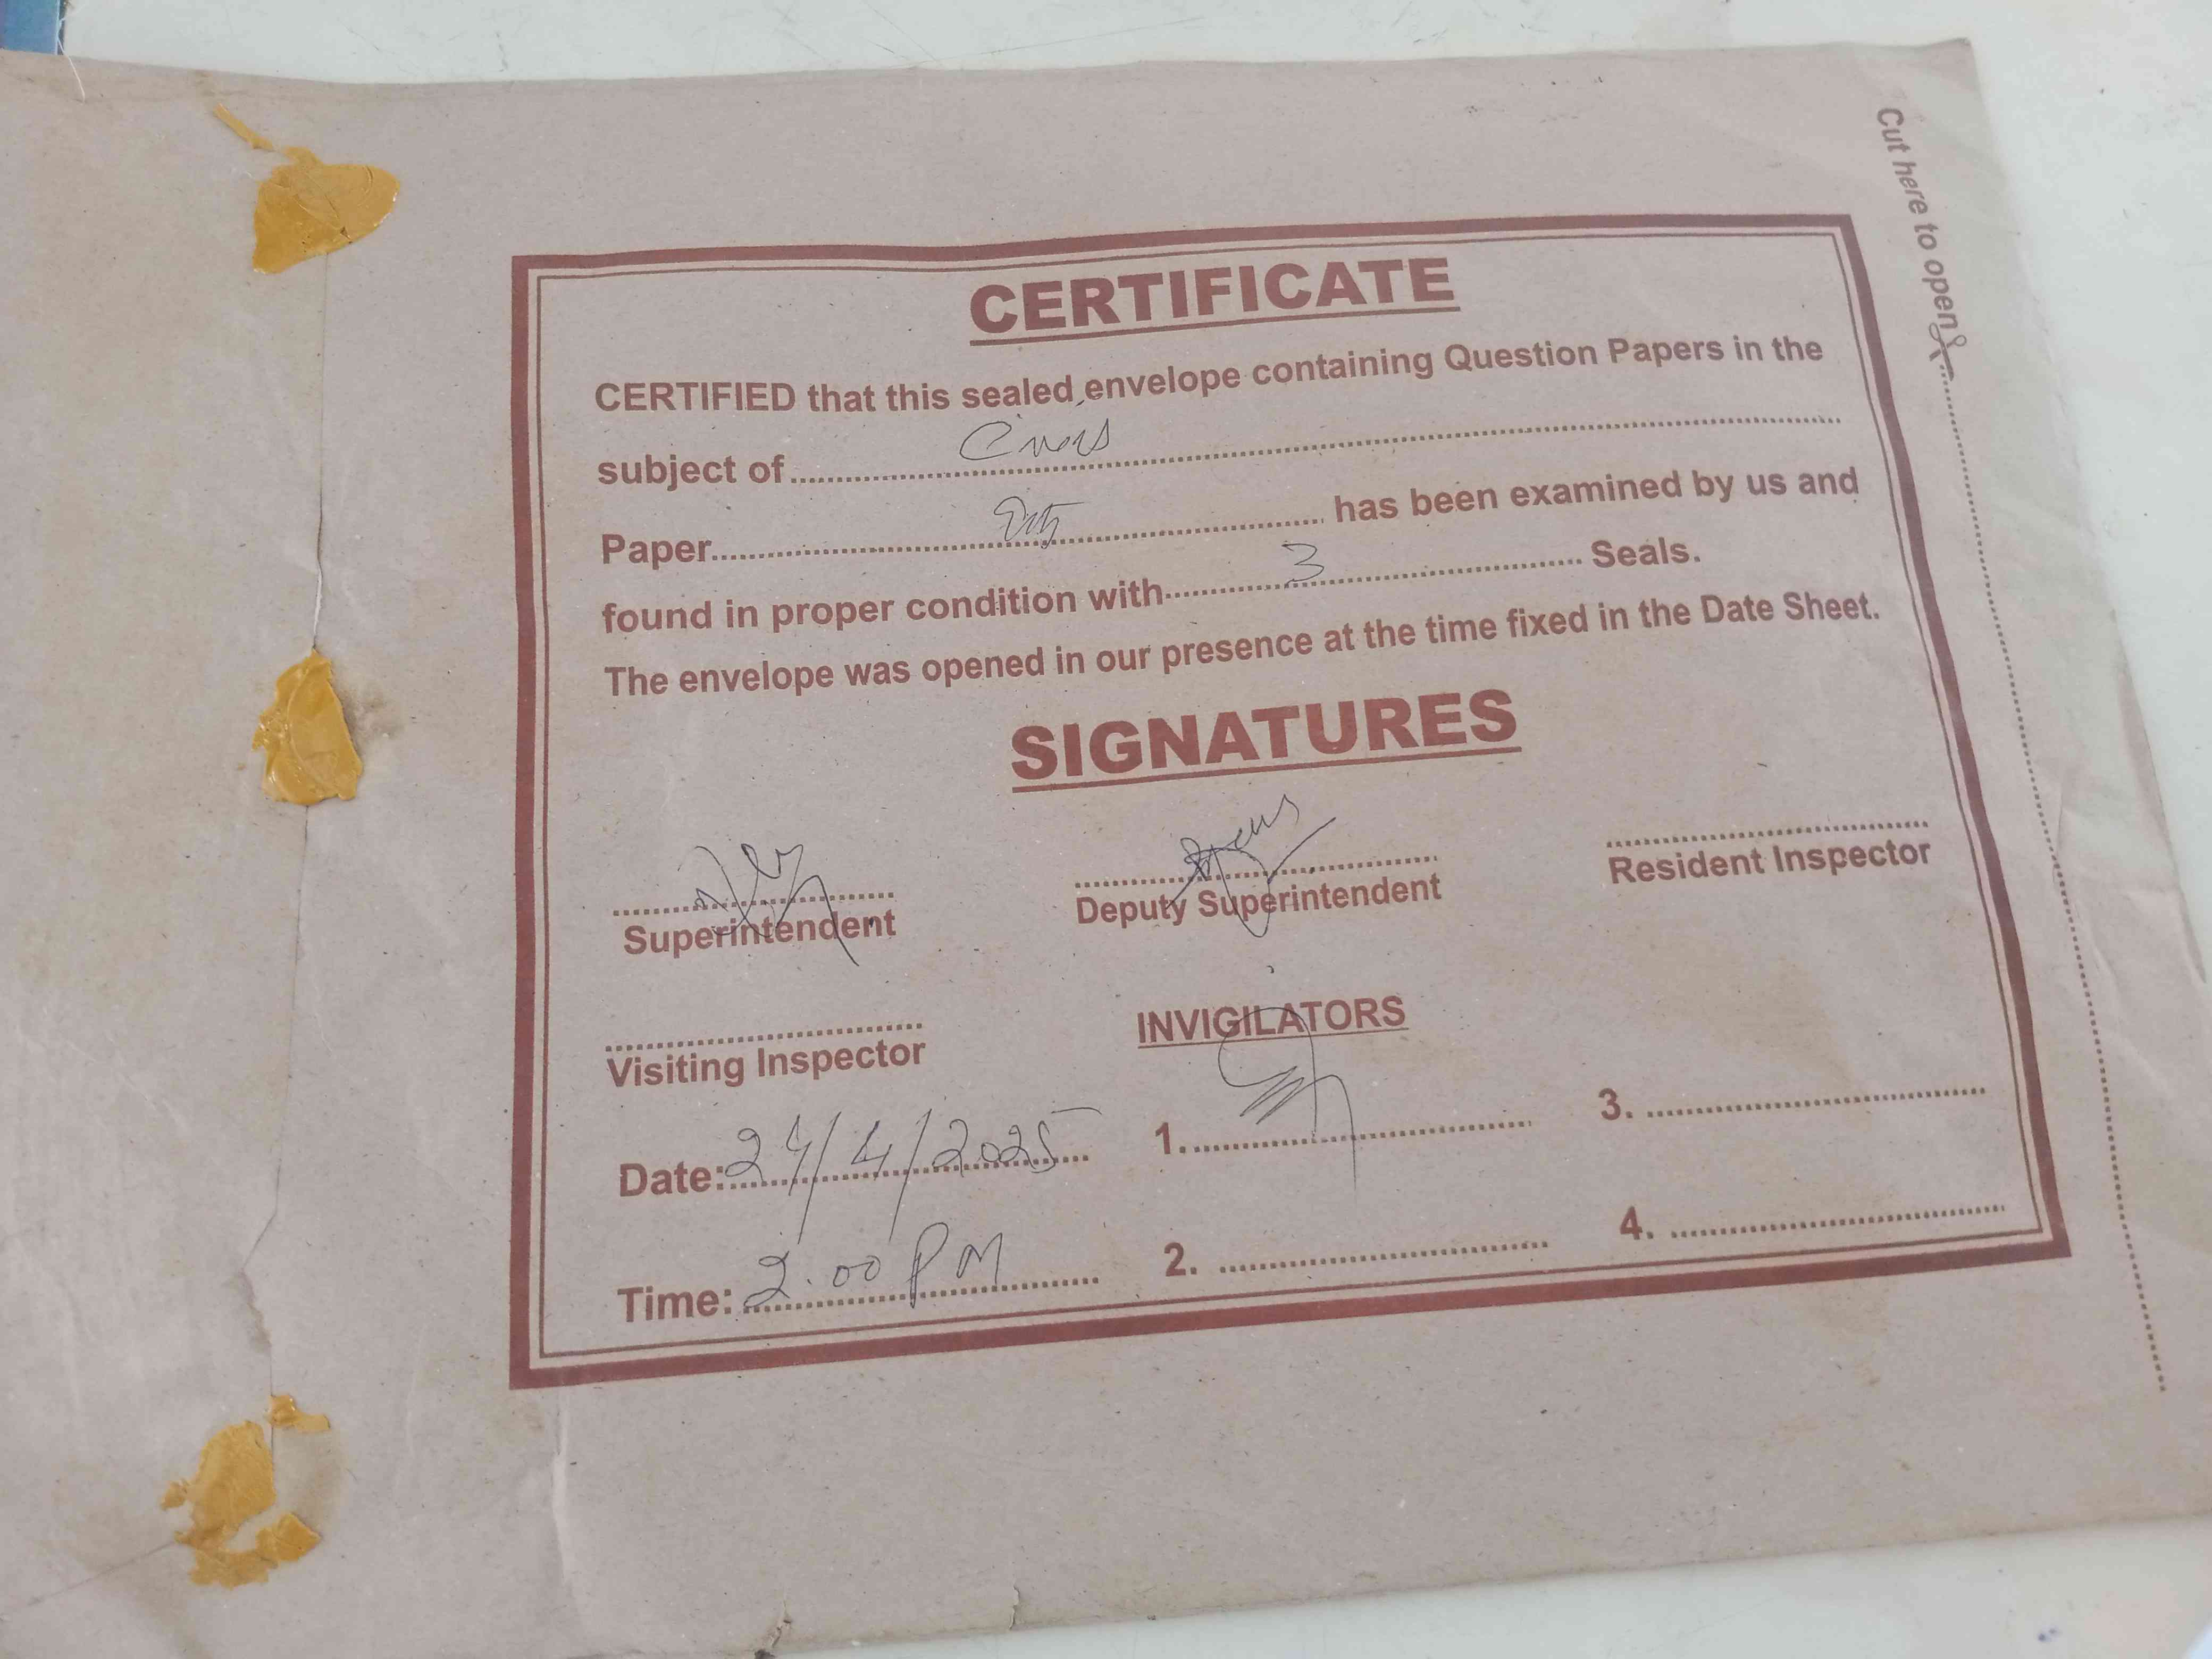 Cut here to open
CERTIFICATE
CERTIFIED that this sealed envelope containing Question Papers in the
subject of Civics
Paper has been examined by us and
found in proper condition with 3 Seals.
The envelope was opened in our presence at the time fixed in the Date Sheet.
SIGNATURES
Superintendent
Deputy Superintendent
Resident Inspector
Visiting Inspector
INVIGILATORS
Date: /4/2025
1.
3.
Time: 2.00 PM
2.
4.